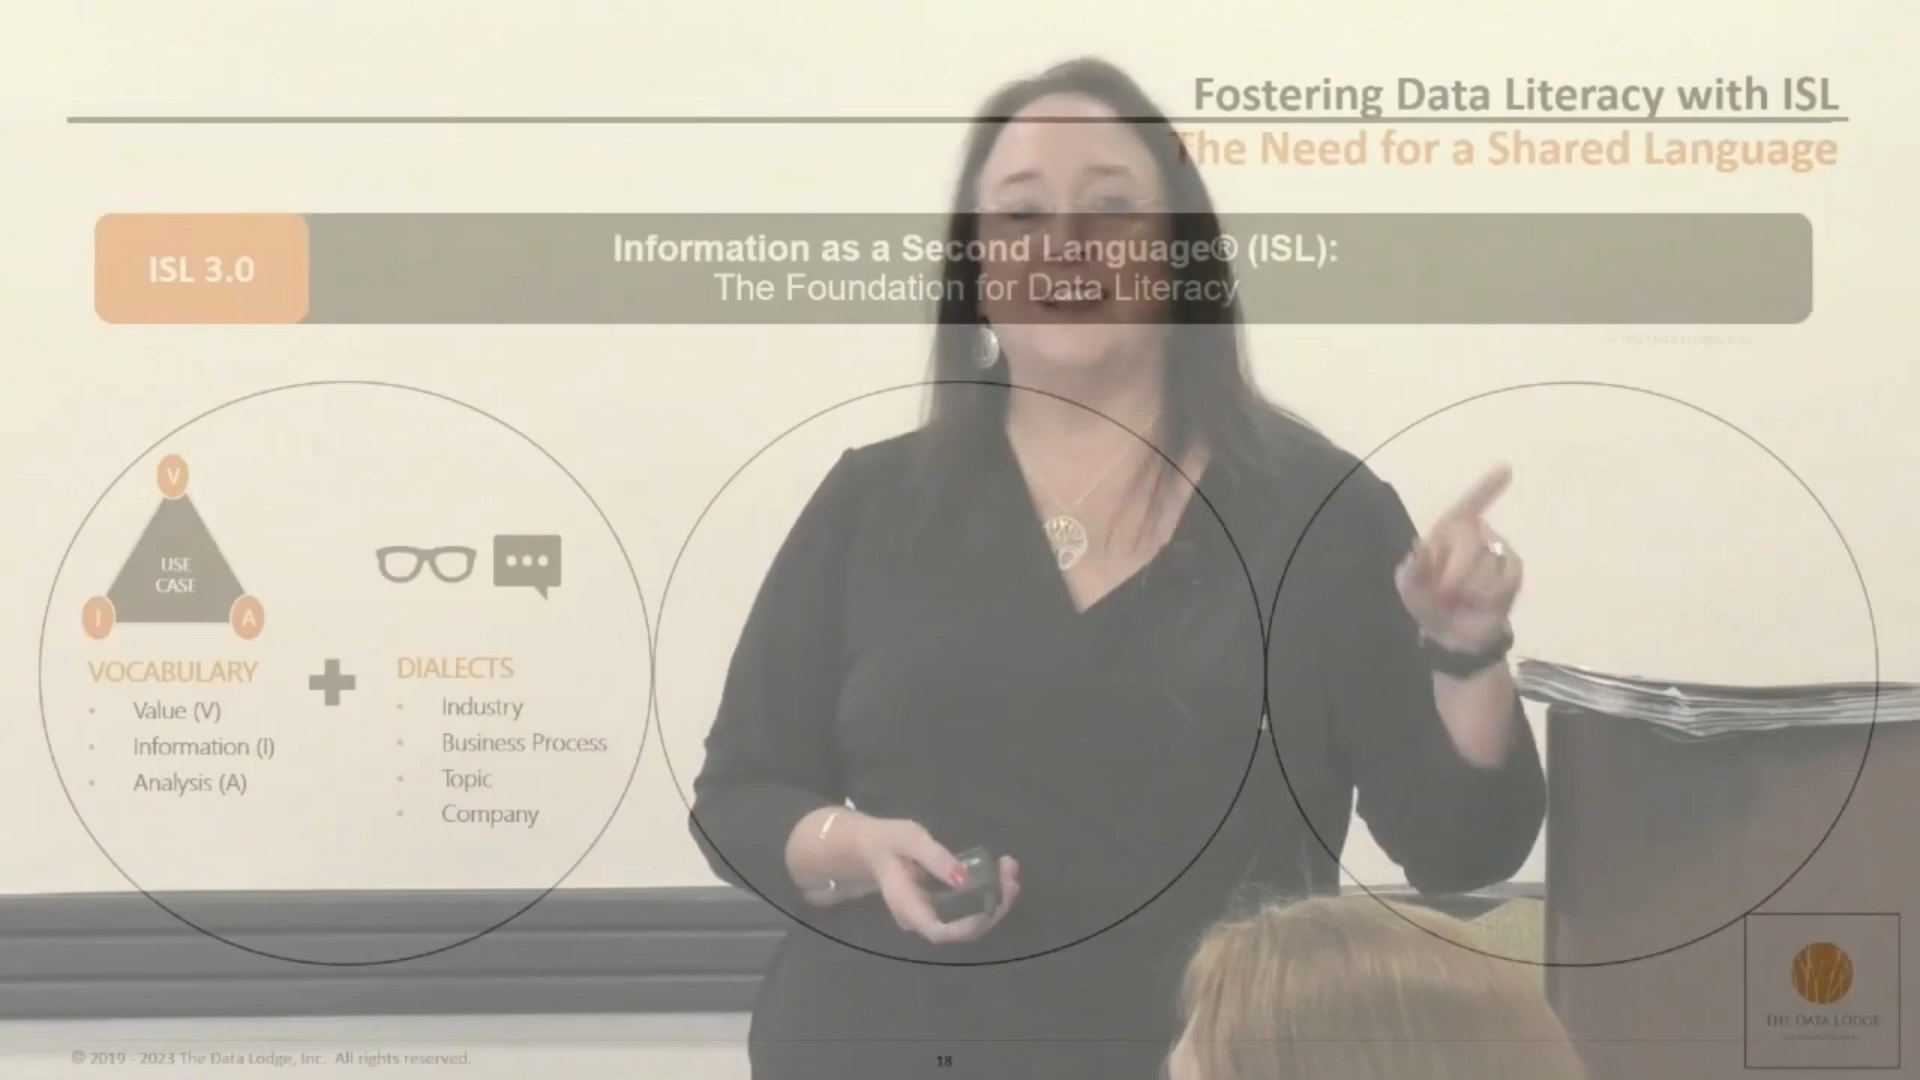 Fostering Data Literacy with ISL
The Need for a Shared Language
ISL 3.0
Information as a Second Language® (ISL):
The Foundation for Data Literacy
V
USE
CASE
I
A
VOCABULARY
• Value (V)
• Information (I)
• Analysis (A)
DIALECTS
• Industry
• Business Process
• Topic
• Company
THE DATA LODGE
© 2019 - 2023 The Data Lodge, Inc. All rights reserved.
18